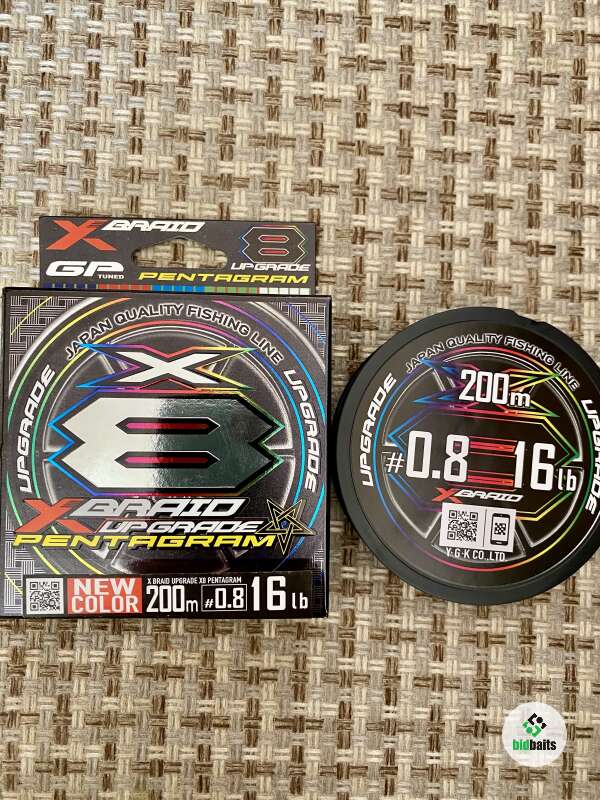 X BRAID
8
GP TUNED
UPGRADE
PENTAGRAM
JAPAN QUALITY FISHING LINE
UPGRADE
UPGRADE
X
8
X BRAID
UPGRADE
PENTAGRAM
NEW COLOR
X BRAID UPGRADE X8 PENTAGRAM
200m #0.8 16lb
JAPAN QUALITY FISHING LINE
UPGRADE
UPGRADE
200m
#0.8 16lb
X BRAID
Y.G.K CO.,LTD
bidbaits